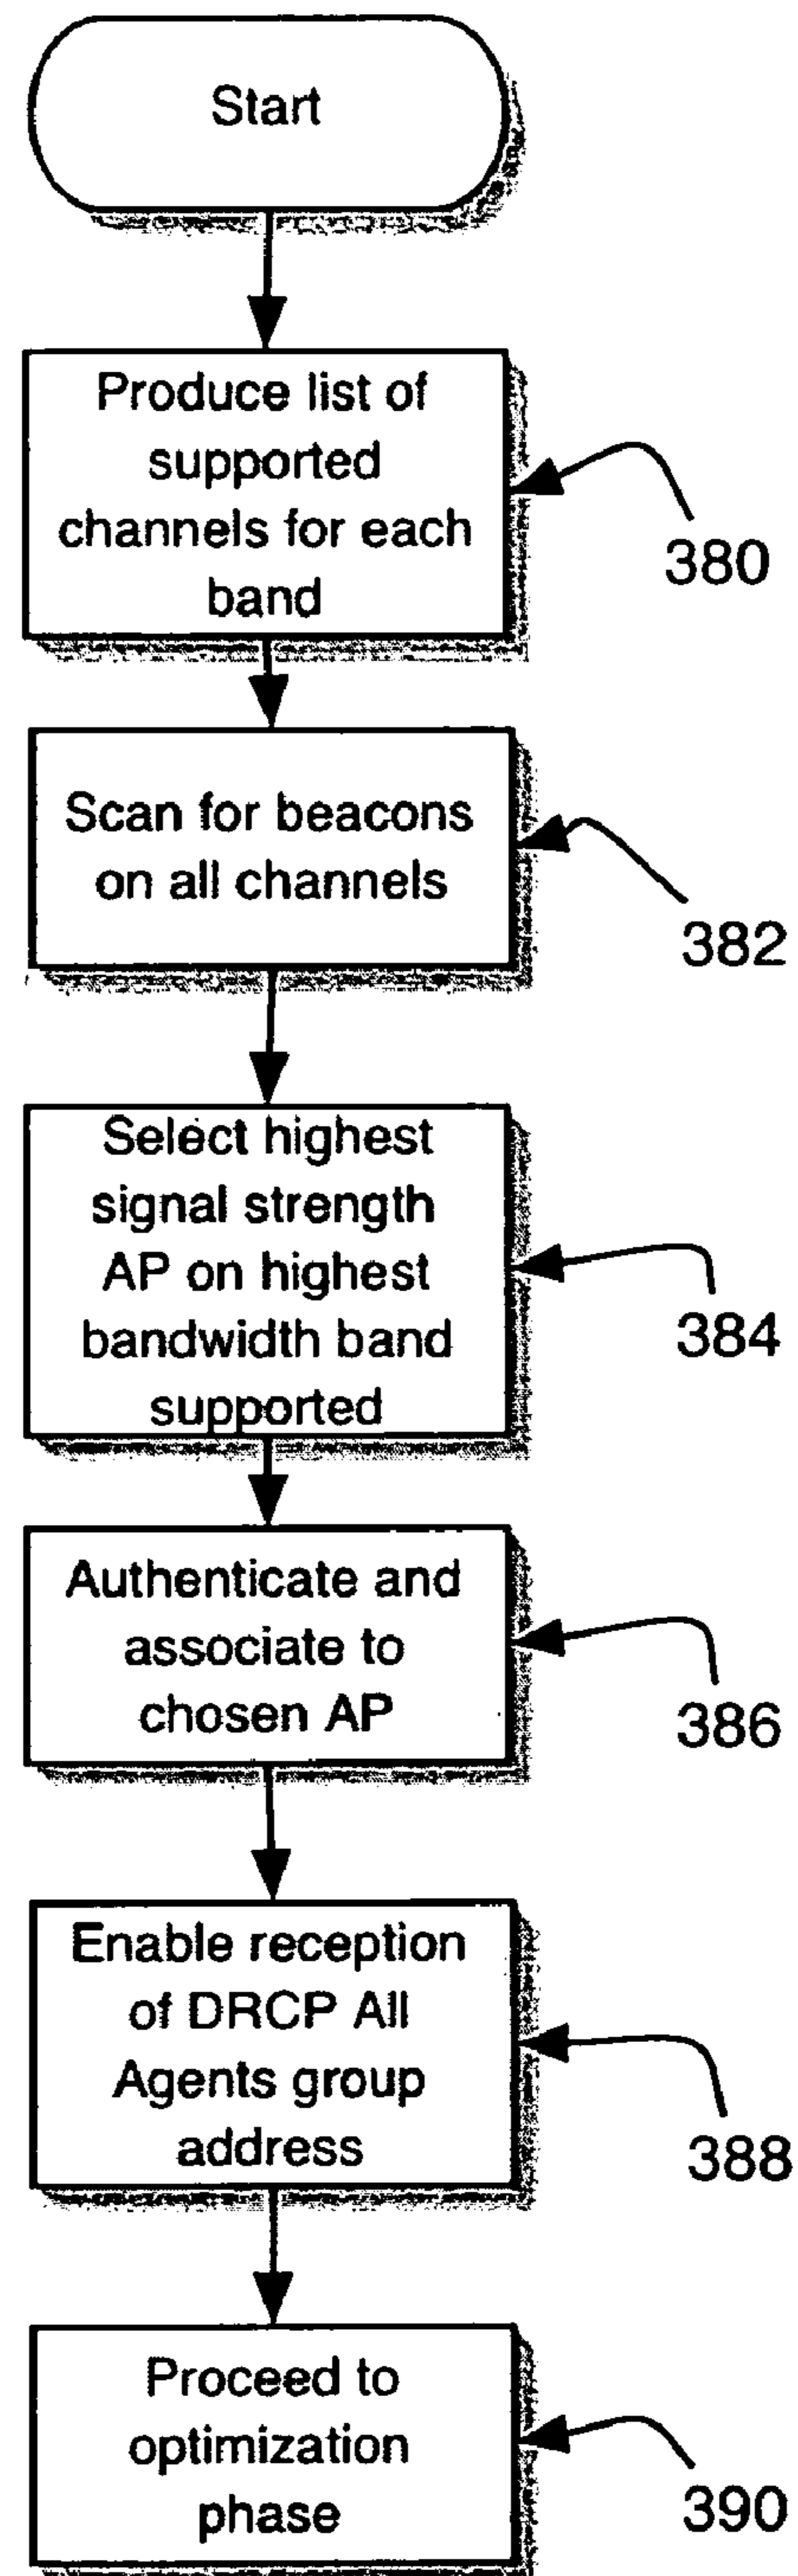 Start
Produce list of
supported
channels for each
band
380
Scan for beacons
on all channels
382
Select highest
signal strength
AP on highest
bandwidth band
supported
384
Authenticate and
associate to
chosen AP
386
Enable reception
of DRCP All
Agents group
address
388
Proceed to
optimization
phase
390